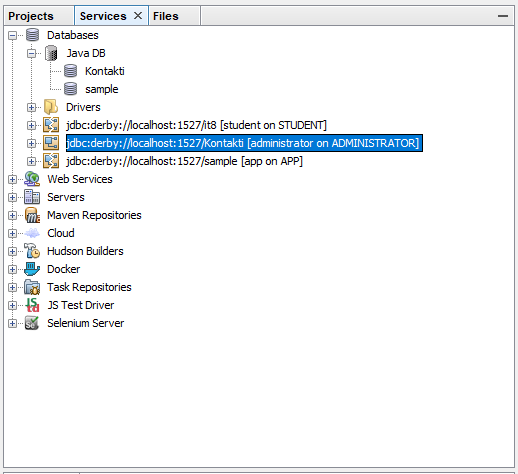 Projects Services Files
Databases
Java DB
Kontakti
sample
Drivers
jdbc:derby://localhost:1527/it8 [student on STUDENT]
jdbc:derby://localhost:1527/Kontakti [administrator on ADMINISTRATOR]
jdbc:derby://localhost:1527/sample [app on APP]
Web Services
Servers
Maven Repositories
Cloud
Hudson Builders
Docker
Task Repositories
JS Test Driver
Selenium Server